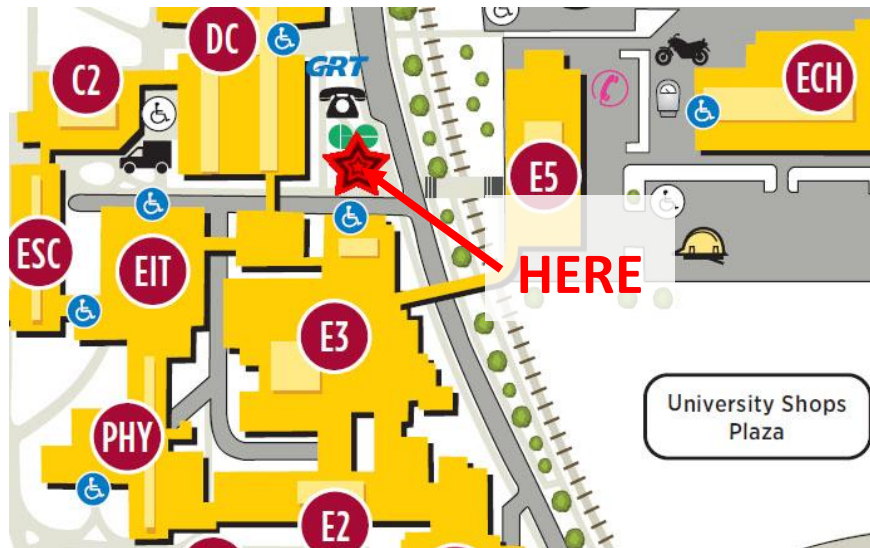 DC
GRT
C2
ECH
E5
ESC
EIT
HERE
E3
University Shops
Plaza
PHY
E2